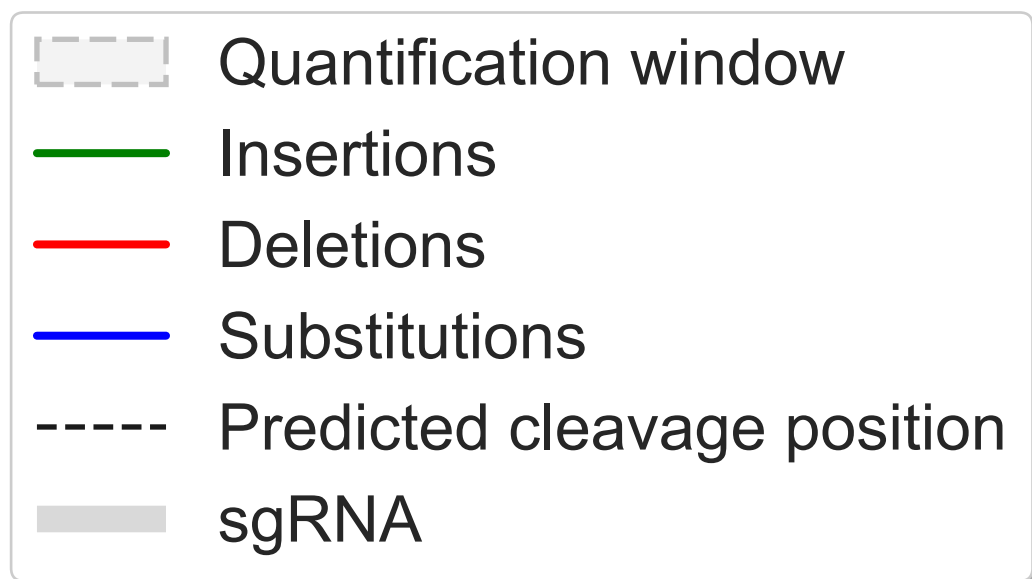 Quantification window
Insertions
Deletions
Substitutions
Predicted cleavage position
sgRNA